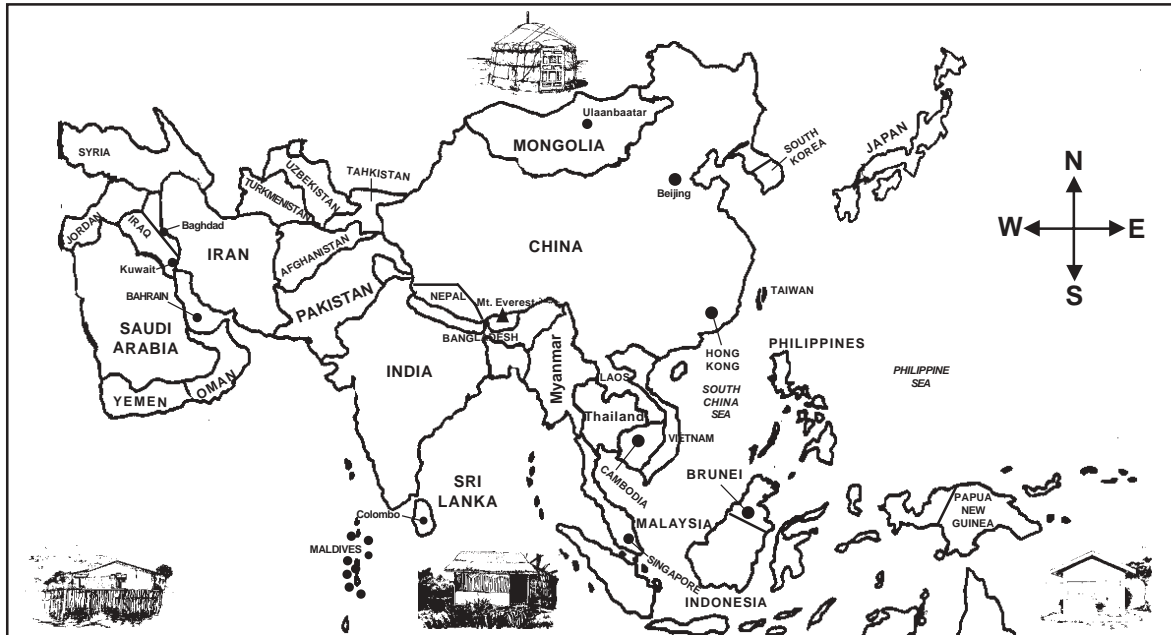 Ulaanbaatar
MONGOLIA
SYRIA
TAHKISTAN
UZBEKISTAN
TURKMENISTAN
SOUTH
KOREA
JAPAN
Beijing
N
W
E
S
JORDAN
IRAQ
Baghdad
IRAN
AFGHANISTAN
CHINA
Kuwait
BAHRAIN
PAKISTAN
NEPAL
Mt. Everest
TAIWAN
SAUDI
ARABIA
BANGLADESH
HONG
KONG
PHILIPPINES
INDIA
Myanmar
LAOS
SOUTH
CHINA
SEA
PHILIPPINE
SEA
YEMEN
OMAN
Thailand
VIETNAM
CAMBODIA
BRUNEI
SRI
LANKA
Colombo
MALAYSIA
PAPUA
NEW
GUINEA
MALDIVES
SINGAPORE
INDONESIA